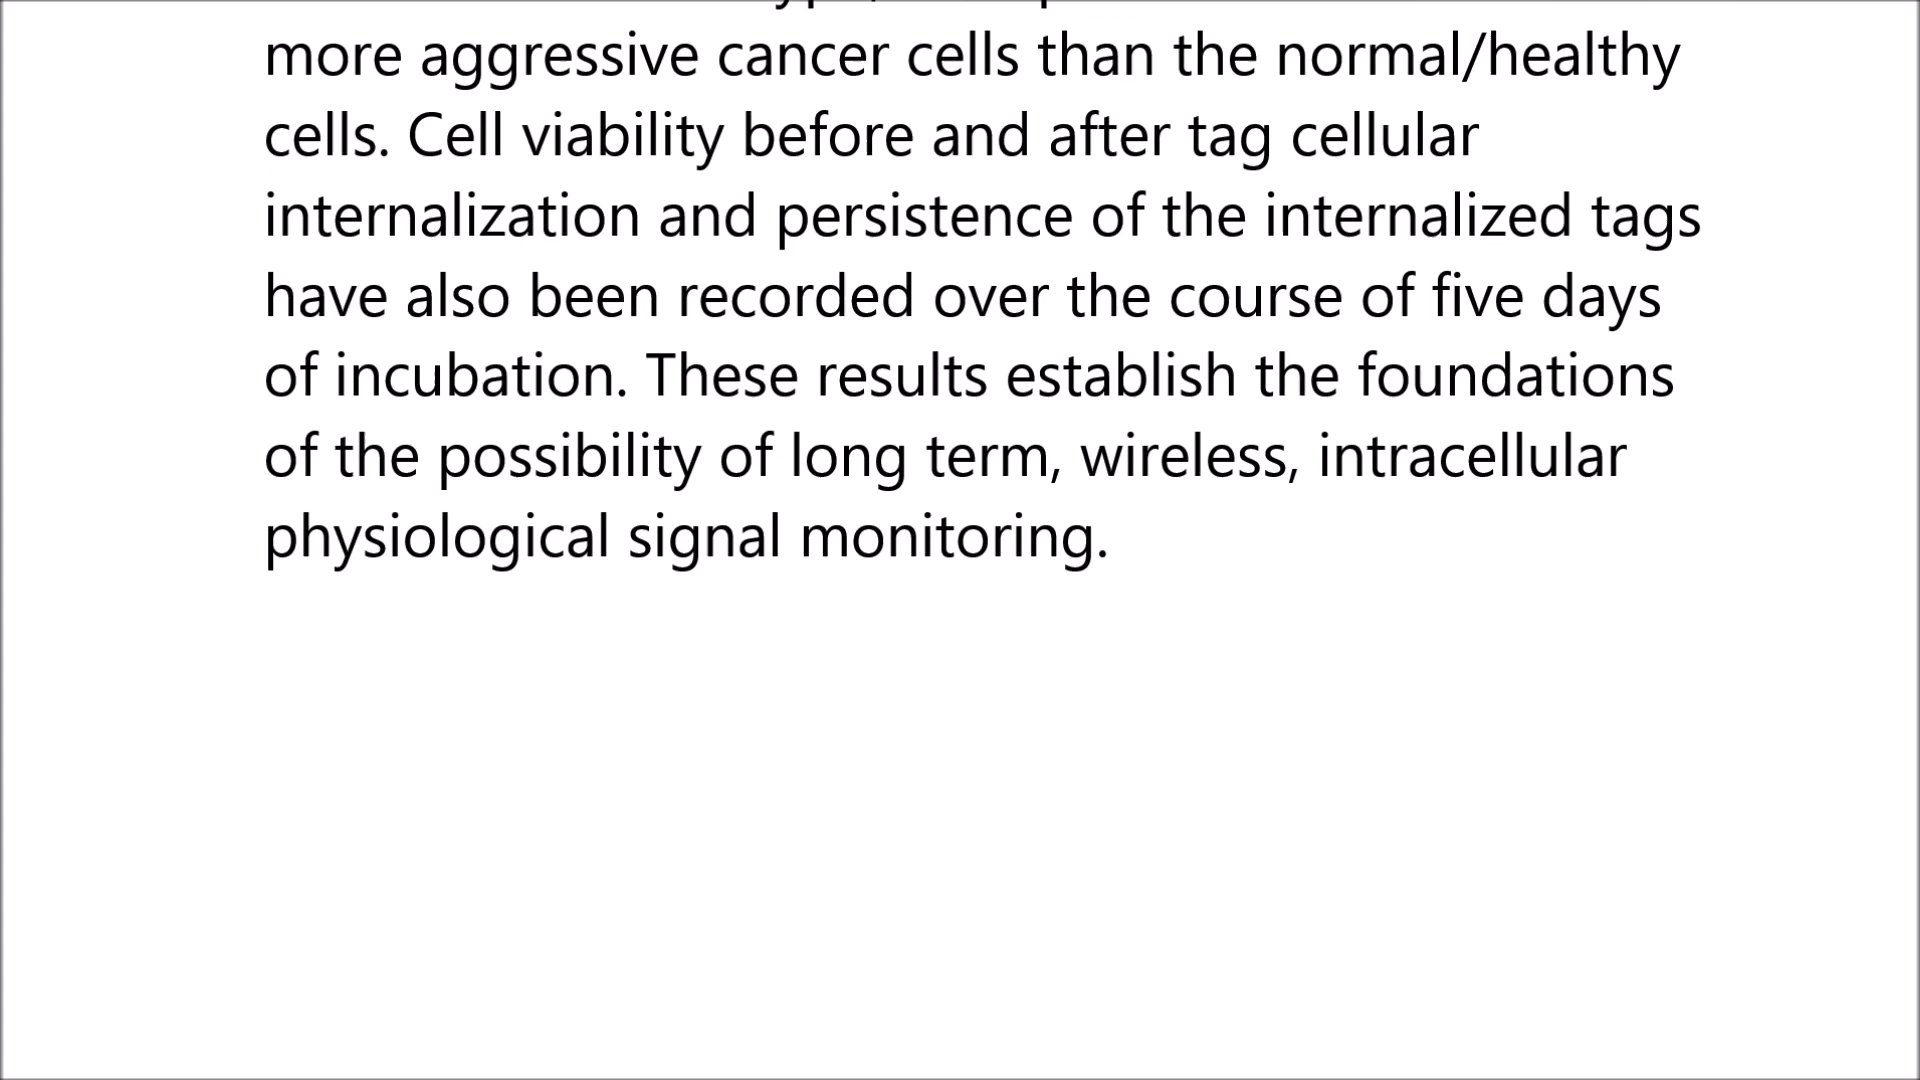 more aggressive cancer cells than the normal/healthy
cells. Cell viability before and after tag cellular
internalization and persistence of the internalized tags
have also been recorded over the course of five days
of incubation. These results establish the foundations
of the possibility of long term, wireless, intracellular
physiological signal monitoring.